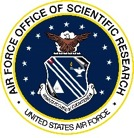 AIR FORCE OFFICE OF SCIENTIFIC RESEARCH
· UNITED STATES AIR FORCE ·